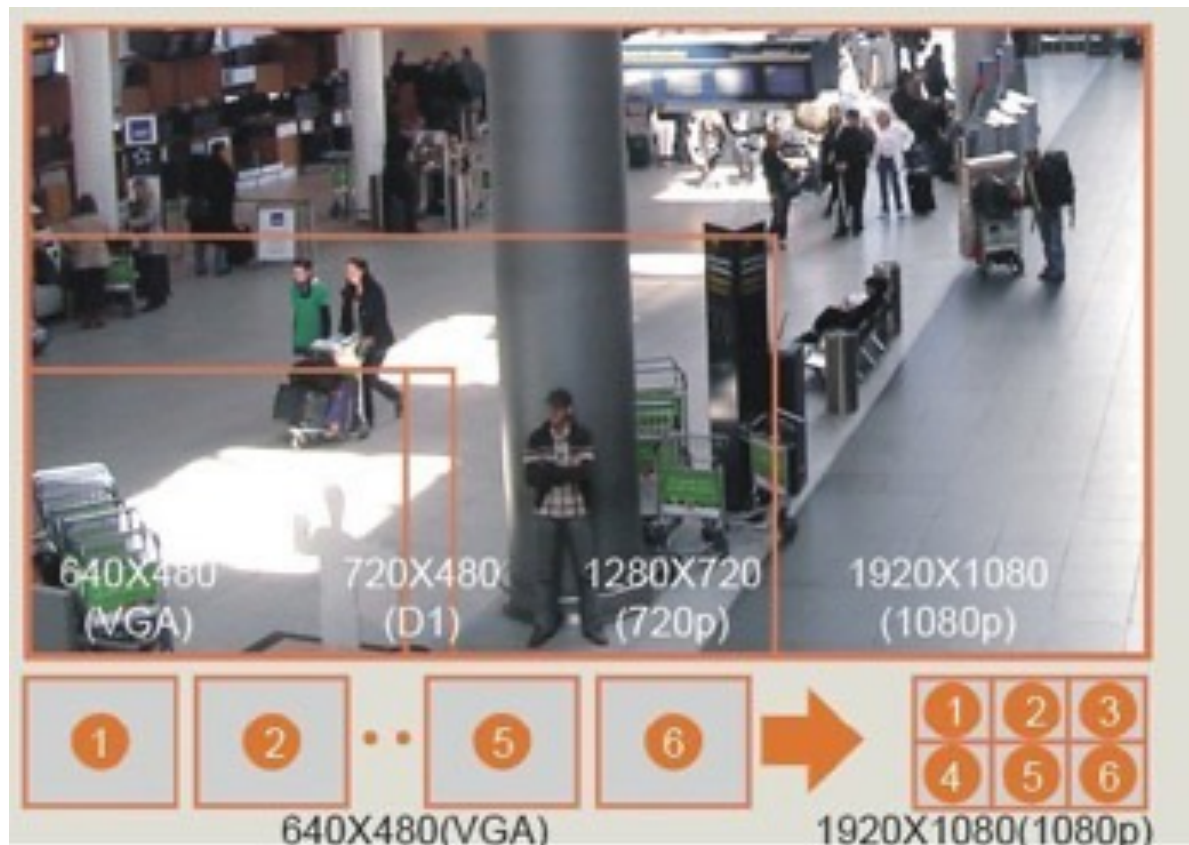 640X480
(VGA)
720X480
(D1)
1280X720
(720p)
1920X1080
(1080p)
1 2 5 6
1 2 3
4 5 6
640X480(VGA)
1920X1080(1080p)